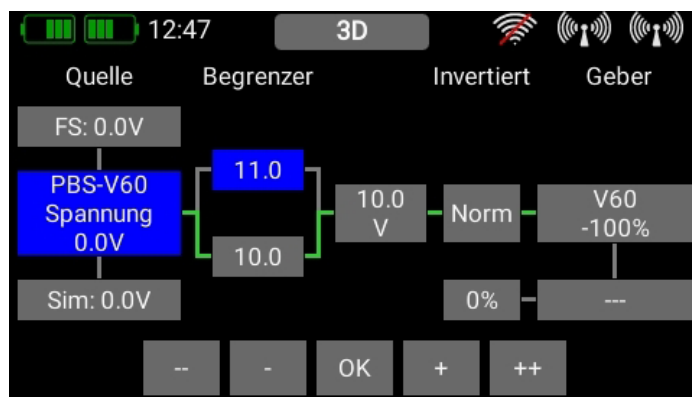 12:47
3D
Quelle
Begrenzer
Invertiert
Geber
FS: 0.0V
PBS-V60
Spannung
0.0V
Sim: 0.0V
11.0
10.0
10.0
V
Norm
V60
-100%
0%
---
--
-
OK
+
++